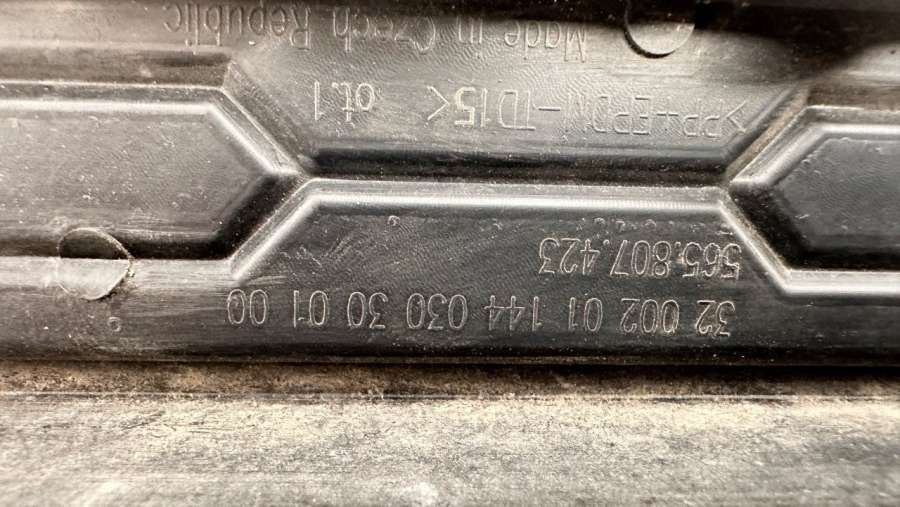 32 002 01 144 030 30 01 00
565.807.423
>PP+EPDM-TD15< ot.1
Made in Czech Republic